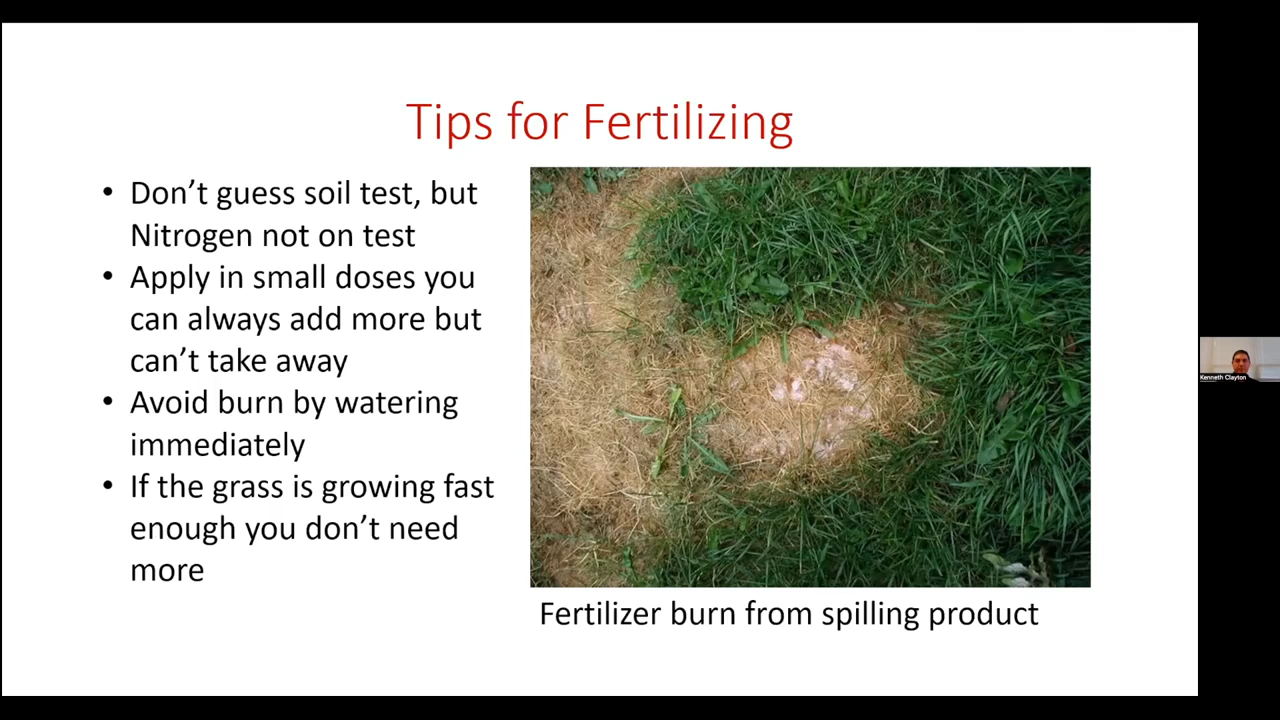 Tips for Fertilizing
• Don’t guess soil test, but
Nitrogen not on test
• Apply in small doses you
can always add more but
can’t take away
• Avoid burn by watering
immediately
• If the grass is growing fast
enough you don’t need
more
Fertilizer burn from spilling product
Kenneth Clayton